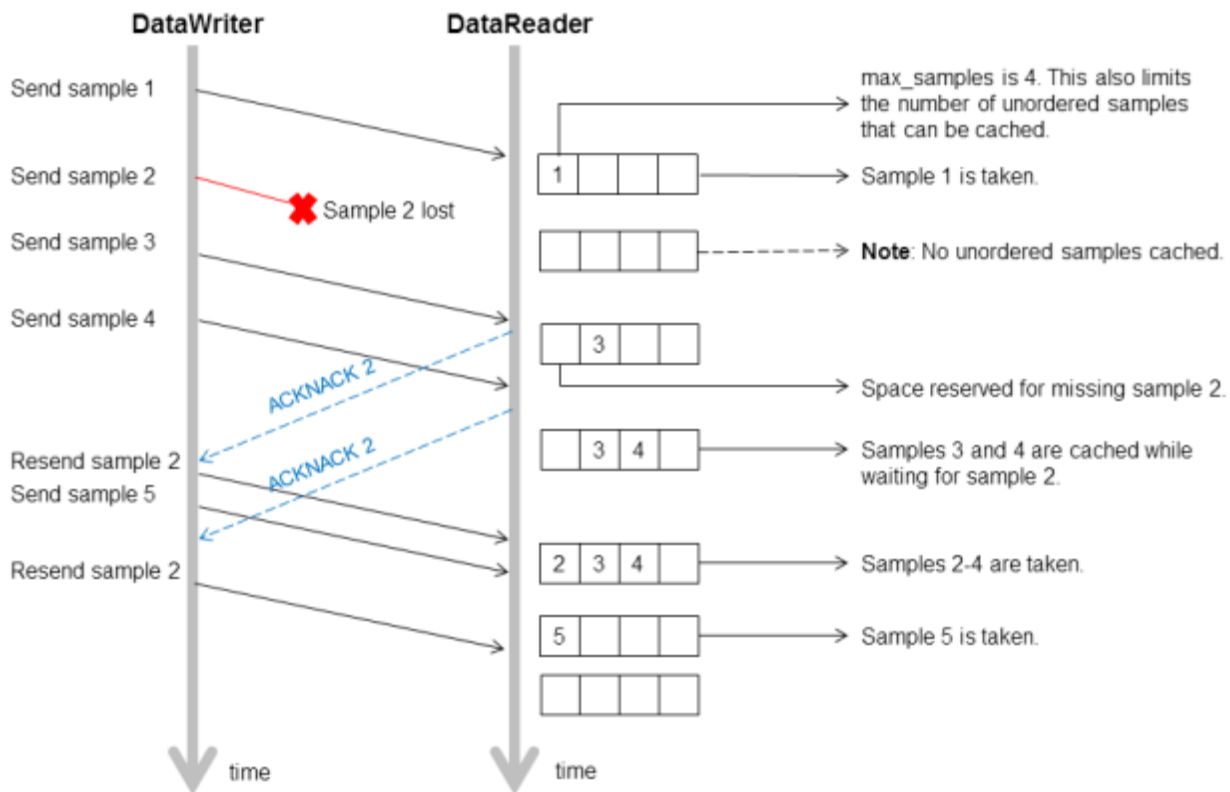 DataWriter
DataReader
Send sample 1
max_samples is 4. This also limits
the number of unordered samples
that can be cached.
1
Sample 1 is taken.
Send sample 2
Sample 2 lost
Send sample 3
Note: No unordered samples cached.
Send sample 4
3
ACKNACK 2
Space reserved for missing sample 2.
Resend sample 2
ACKNACK 2
3 4
Samples 3 and 4 are cached while
waiting for sample 2.
Send sample 5
Resend sample 2
2 3 4
Samples 2-4 are taken.
5
Sample 5 is taken.
time
time